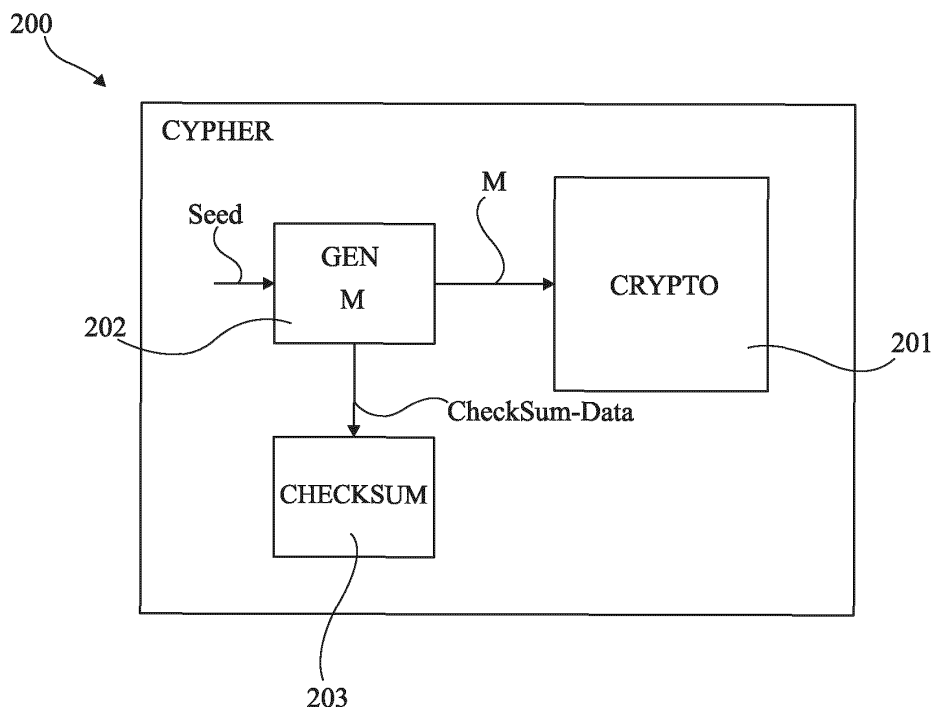 200
CYPHER
M
Seed
GEN
M
CRYPTO
202
201
CheckSum-Data
CHECKSUM
203